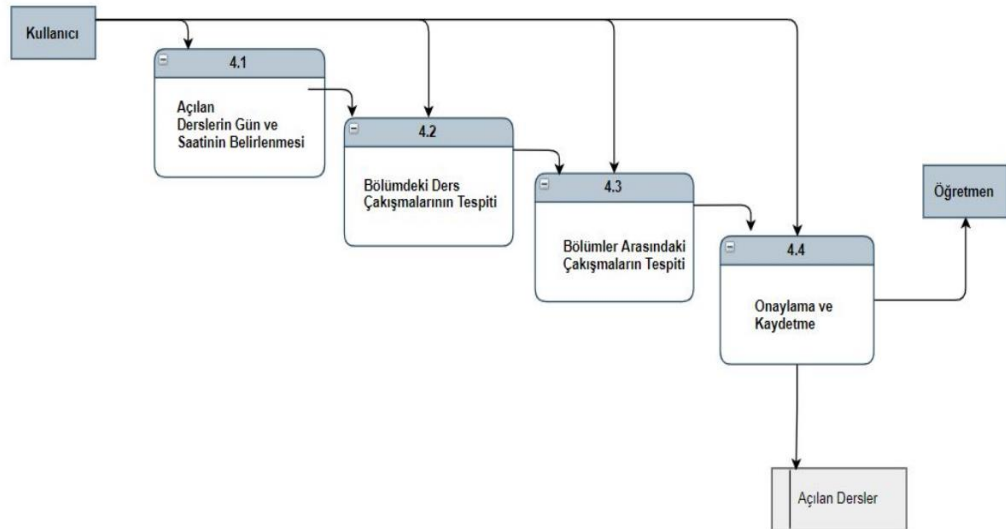 Kullanıcı
4.1
Açılan
Derslerin Gün ve
Saatinin Belirlenmesi
4.2
Bölümdeki Ders
Çakışmalarının Tespiti
4.3
Bölümler Arasındaki
Çakışmaların Tespiti
4.4
Onaylama ve
Kaydetme
Öğretmen
Açılan Dersler